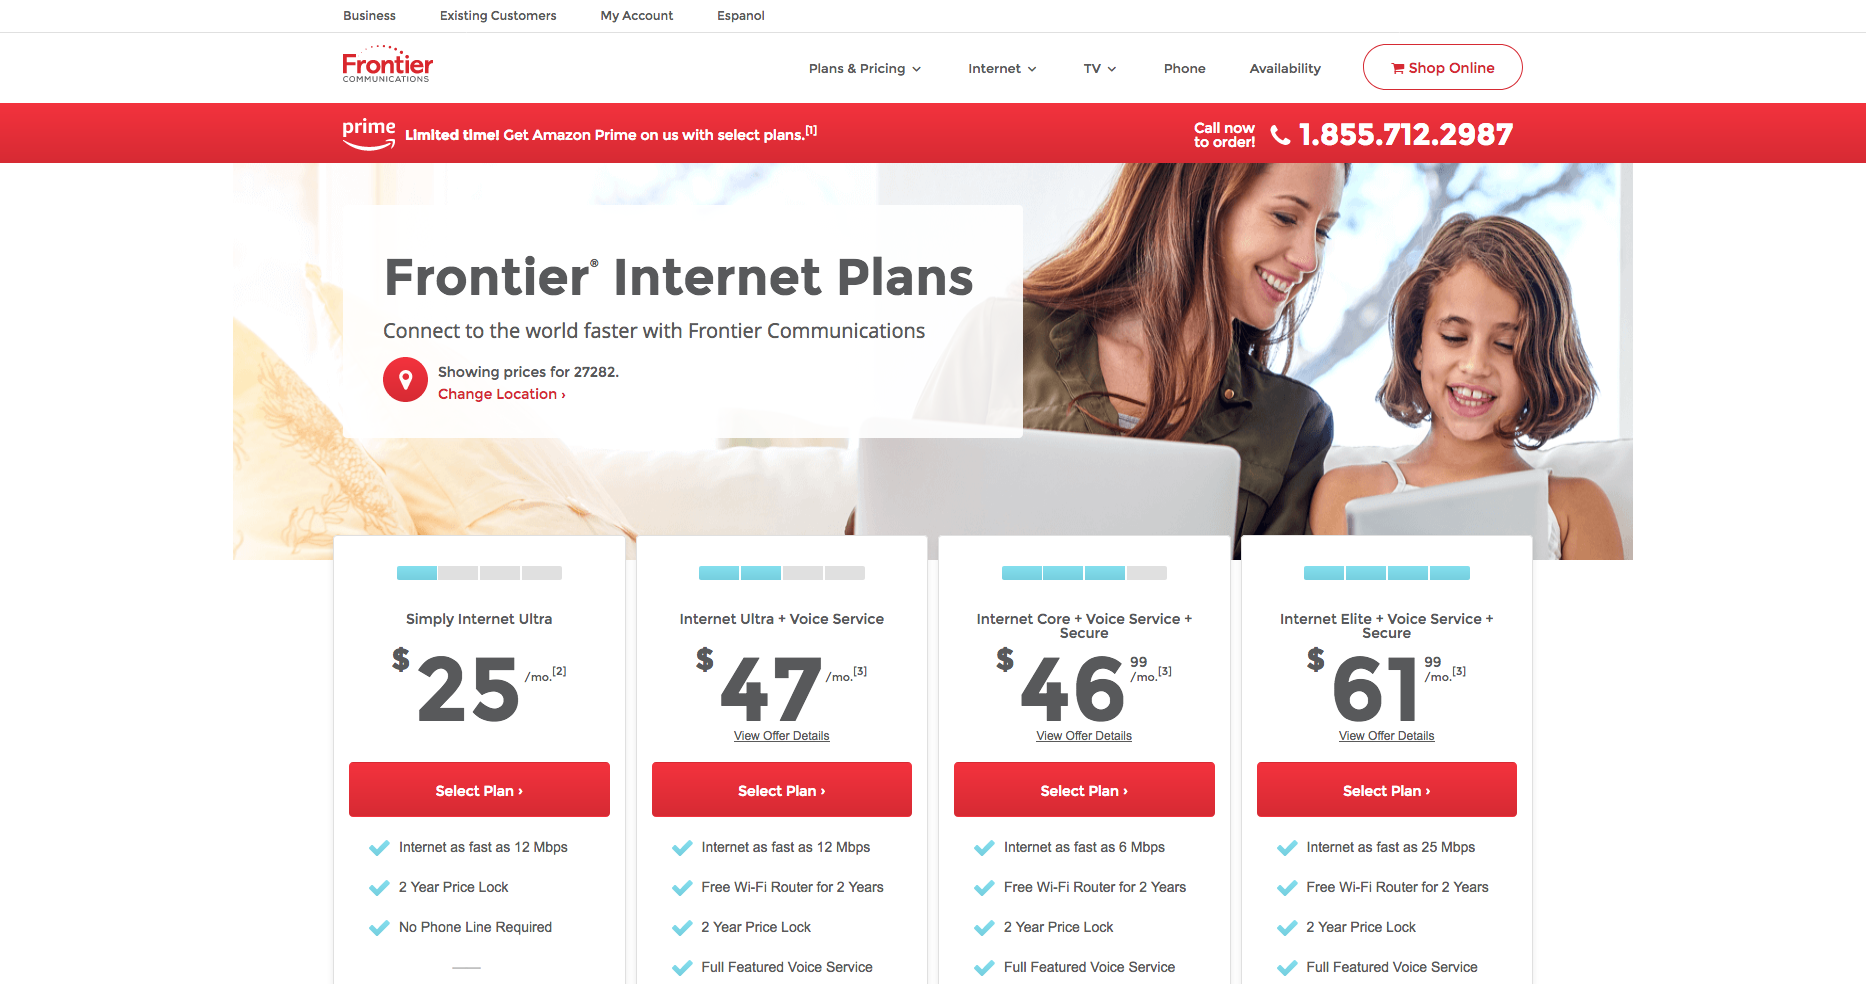 Business Existing Customers My Account Espanol
Frontier
COMMUNICATIONS
Plans & Pricing Internet TV Phone Availability Shop Online
prime Limited time! Get Amazon Prime on us with select plans.[1]
Call now
to order!
1.855.712.2987
Frontier® Internet Plans
Connect to the world faster with Frontier Communications
Showing prices for 27282.
Change Location ›
Simply Internet Ultra
$25/mo.[2]
Select Plan ›
Internet as fast as 12 Mbps
2 Year Price Lock
No Phone Line Required
Internet Ultra + Voice Service
$47/mo.[3]
View Offer Details
Select Plan ›
Internet as fast as 12 Mbps
Free Wi-Fi Router for 2 Years
2 Year Price Lock
Full Featured Voice Service
Internet Core + Voice Service +
Secure
$46 99/mo.[3]
View Offer Details
Select Plan ›
Internet as fast as 6 Mbps
Free Wi-Fi Router for 2 Years
2 Year Price Lock
Full Featured Voice Service
Internet Elite + Voice Service +
Secure
$61 99/mo.[3]
View Offer Details
Select Plan ›
Internet as fast as 25 Mbps
Free Wi-Fi Router for 2 Years
2 Year Price Lock
Full Featured Voice Service